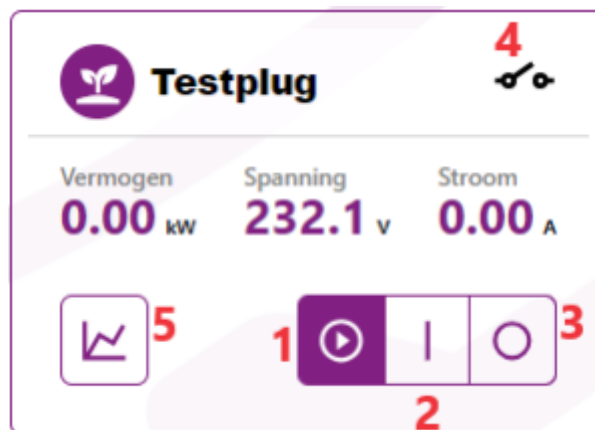 4
Testplug
Vermogen Spanning Stroom
0.00 kW 232.1 V 0.00 A
5 1 3
2